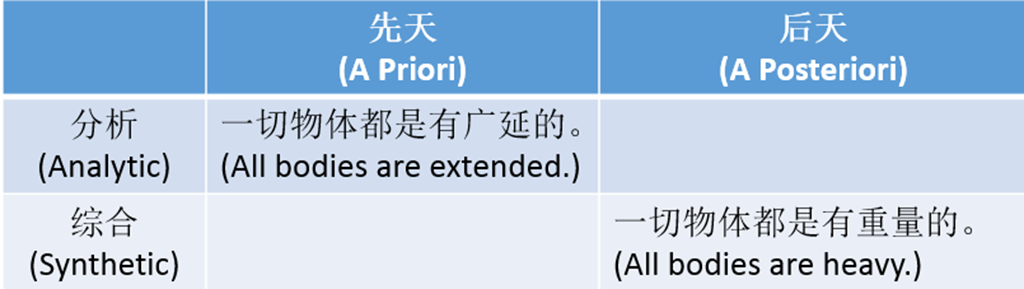 先天
(A Priori)
后天
(A Posteriori)
分析
(Analytic)
一切物体都是有广延的。
(All bodies are extended.)
综合
(Synthetic)
一切物体都是有重量的。
(All bodies are heavy.)